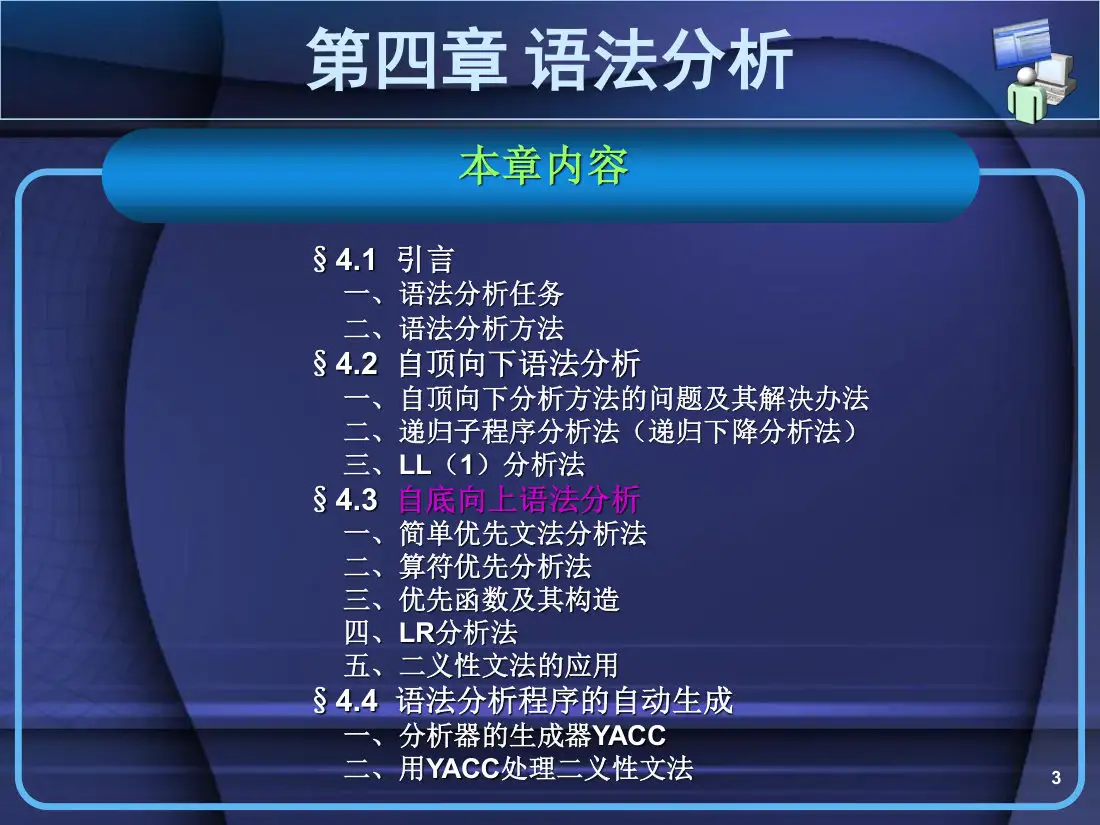 第四章 语法分析
本章内容
§4.1 引言
一、语法分析任务
二、语法分析方法
§4.2 自顶向下语法分析
一、自顶向下分析方法的问题及其解决办法
二、递归子程序分析法（递归下降分析法）
三、LL（1）分析法
§4.3 自底向上语法分析
一、简单优先文法分析法
二、算符优先分析法
三、优先函数及其构造
四、LR分析法
五、二义性文法的应用
§4.4 语法分析程序的自动生成
一、分析器的生成器YACC
二、用YACC处理二义性文法
3